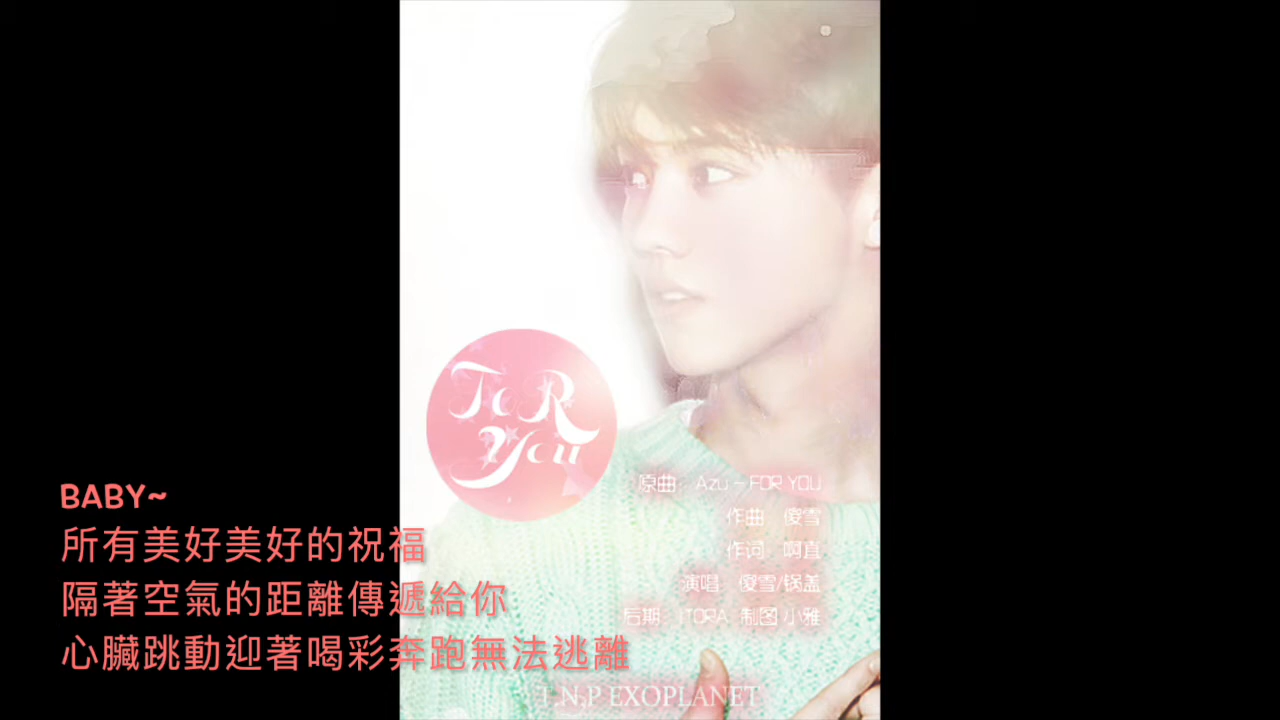 FOR
You
原曲：Azu - FOR YOU
作曲 傻雪
作词 啊直
演唱 傻雪/锅盖
后期：ITORA 制图 小雅
BABY~
所有美好美好的祝福
隔著空氣的距離傳遞給你
心臟跳動迎著喝彩奔跑無法逃離
T.N.P EXOPLANET